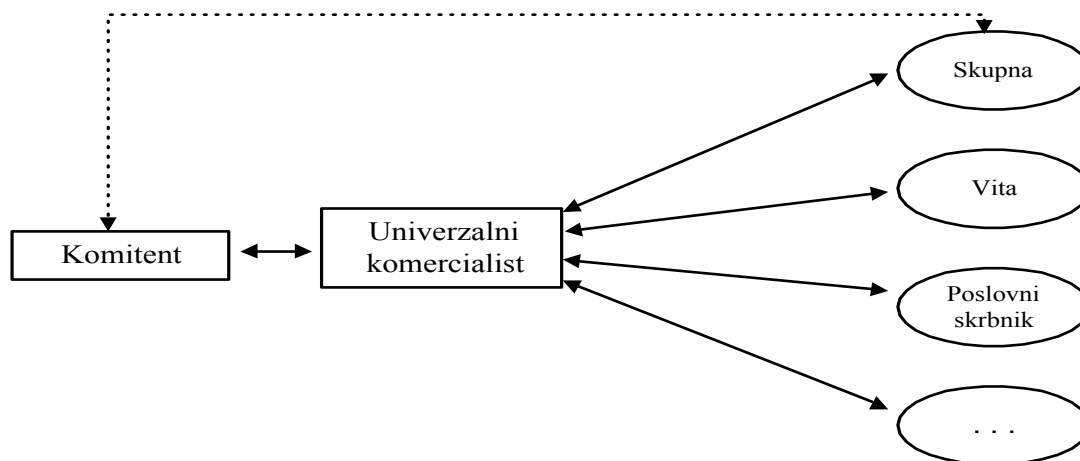 Skupna
Vita
Komitent
Univerzalni
komercialist
Poslovni
skrbnik
. . .